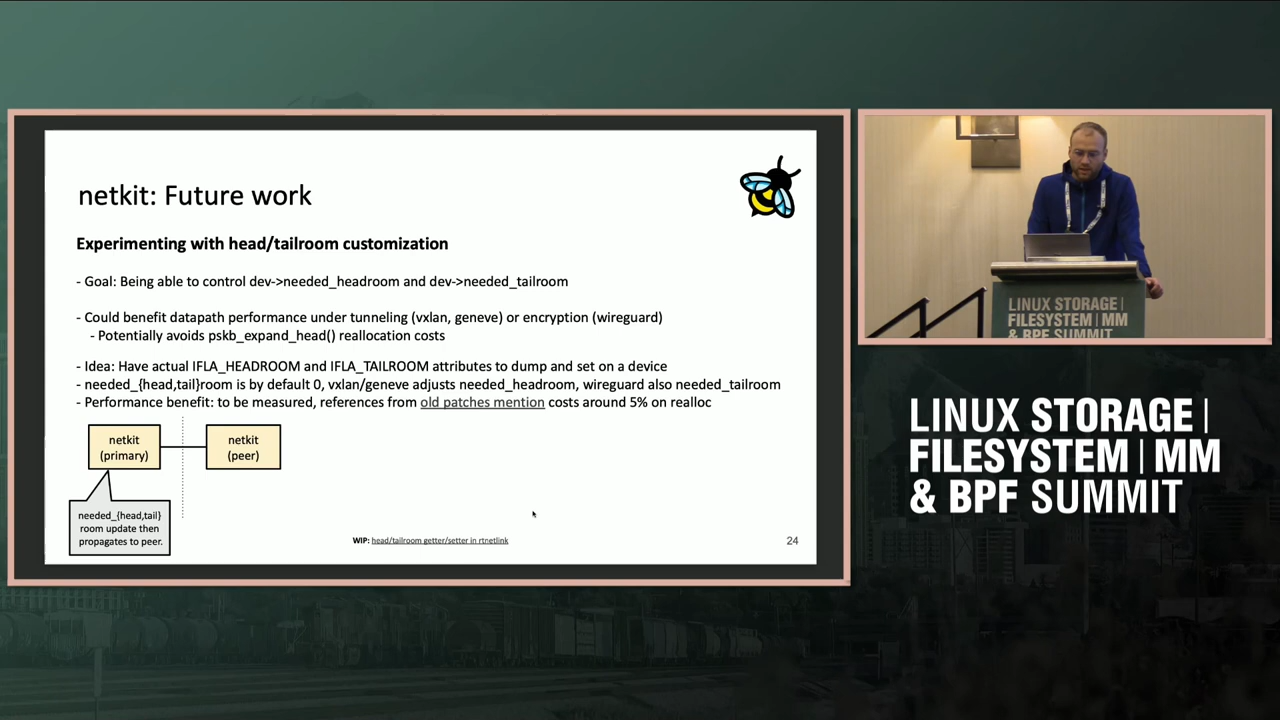 netkit: Future work
Experimenting with head/tailroom customization
- Goal: Being able to control dev->needed_headroom and dev->needed_tailroom
- Could benefit datapath performance under tunneling (vxlan, geneve) or encryption (wireguard)
- Potentially avoids pskb_expand_head() reallocation costs
- Idea: Have actual IFLA_HEADROOM and IFLA_TAILROOM attributes to dump and set on a device
- needed_{head,tail}room is by default 0, vxlan/geneve adjusts needed_headroom, wireguard also needed_tailroom
- Performance benefit: to be measured, references from old patches mention costs around 5% on realloc
netkit
(primary)
netkit
(peer)
needed_{head,tail}
room update then
propagates to peer.
WIP: head/tailroom getter/setter in rtnetlink
24
LINUX STORAGE |
FILESYSTEM | MM
& BPF SUMMIT
LINUX STORAGE |
FILESYSTEM | MM
& BPF SUMMIT